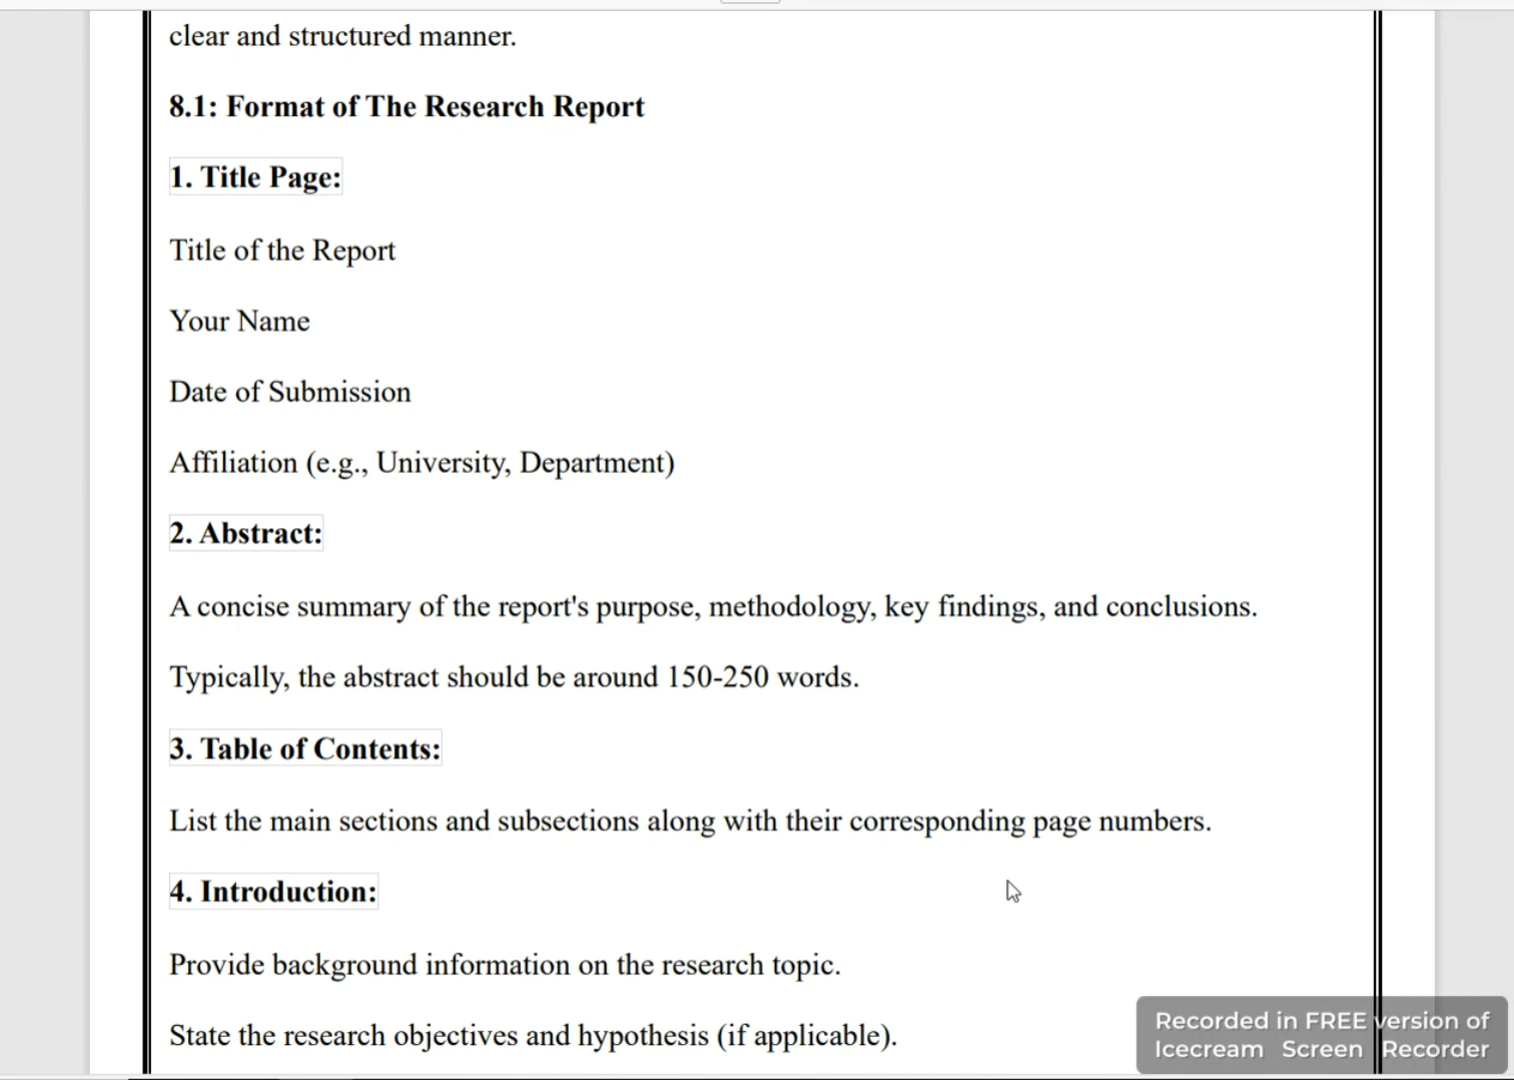 clear and structured manner.
8.1: Format of The Research Report
1. Title Page:
Title of the Report
Your Name
Date of Submission
Affiliation (e.g., University, Department)
2. Abstract:
A concise summary of the report's purpose, methodology, key findings, and conclusions.
Typically, the abstract should be around 150-250 words.
3. Table of Contents:
List the main sections and subsections along with their corresponding page numbers.
4. Introduction:
Provide background information on the research topic.
State the research objectives and hypothesis (if applicable).
Recorded in FREE version of
Icecream Screen Recorder